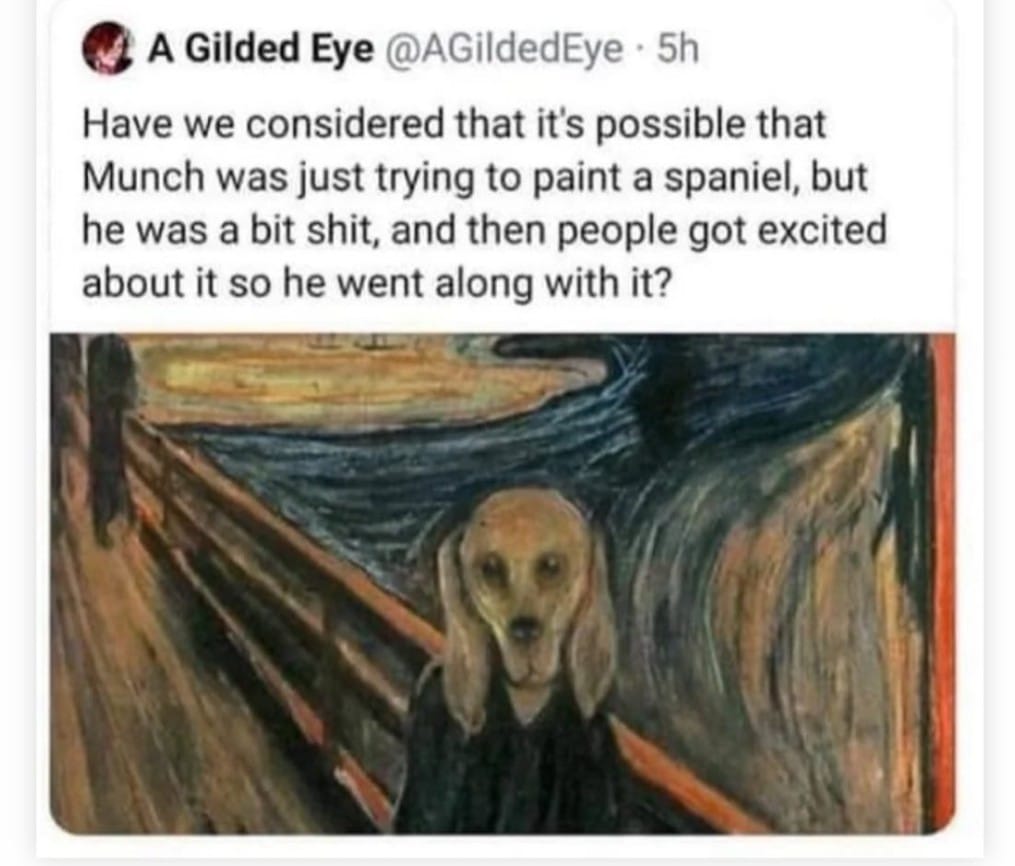 A Gilded Eye @AGildedEye · 5h
Have we considered that it's possible that
Munch was just trying to paint a spaniel, but
he was a bit shit, and then people got excited
about it so he went along with it?